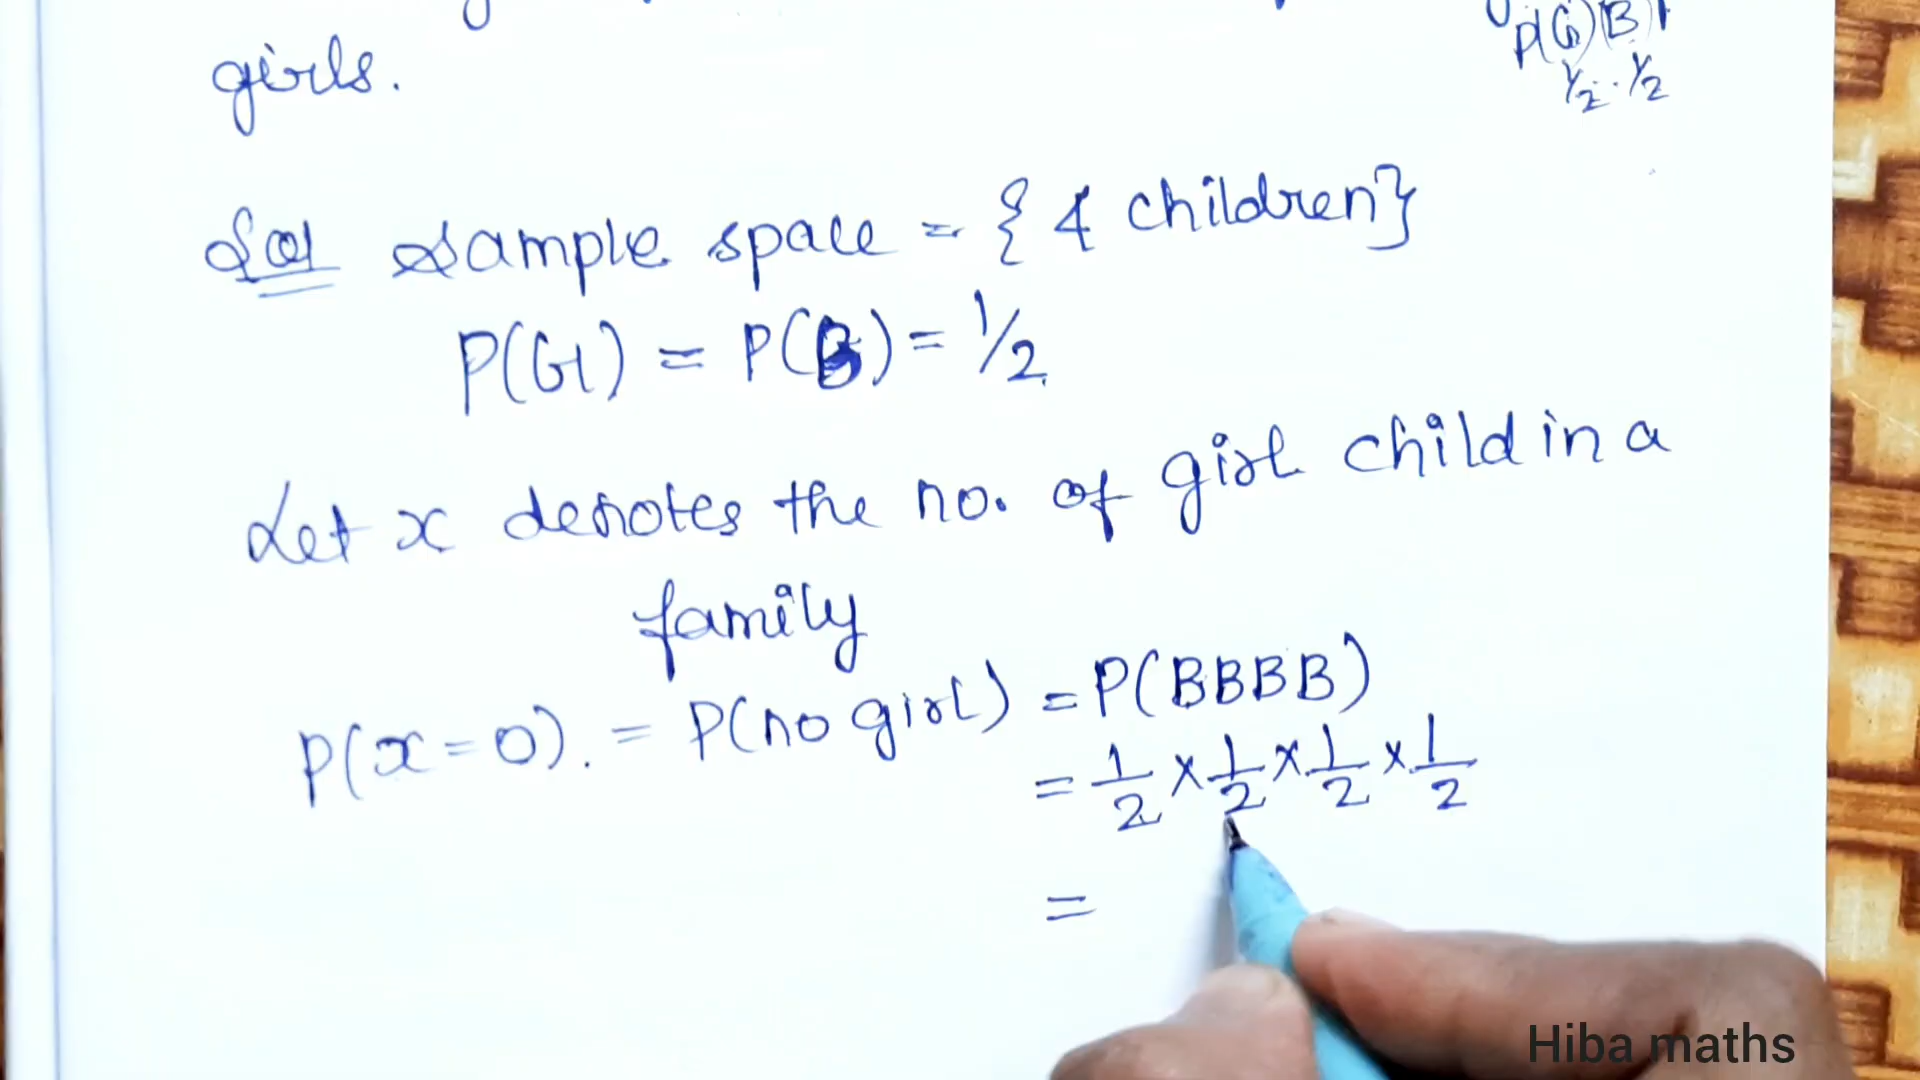 girls.
P(G)(B)
1/2 . 1/2
Sol Sample space = { 4 children}
P(G) = P(B) = 1/2
Let x denotes the no. of girl child in a
family
P(x=0). = P(no girl) = P(BBBB)
= 1/2 × 1/2 × 1/2 × 1/2
=
Hiba maths